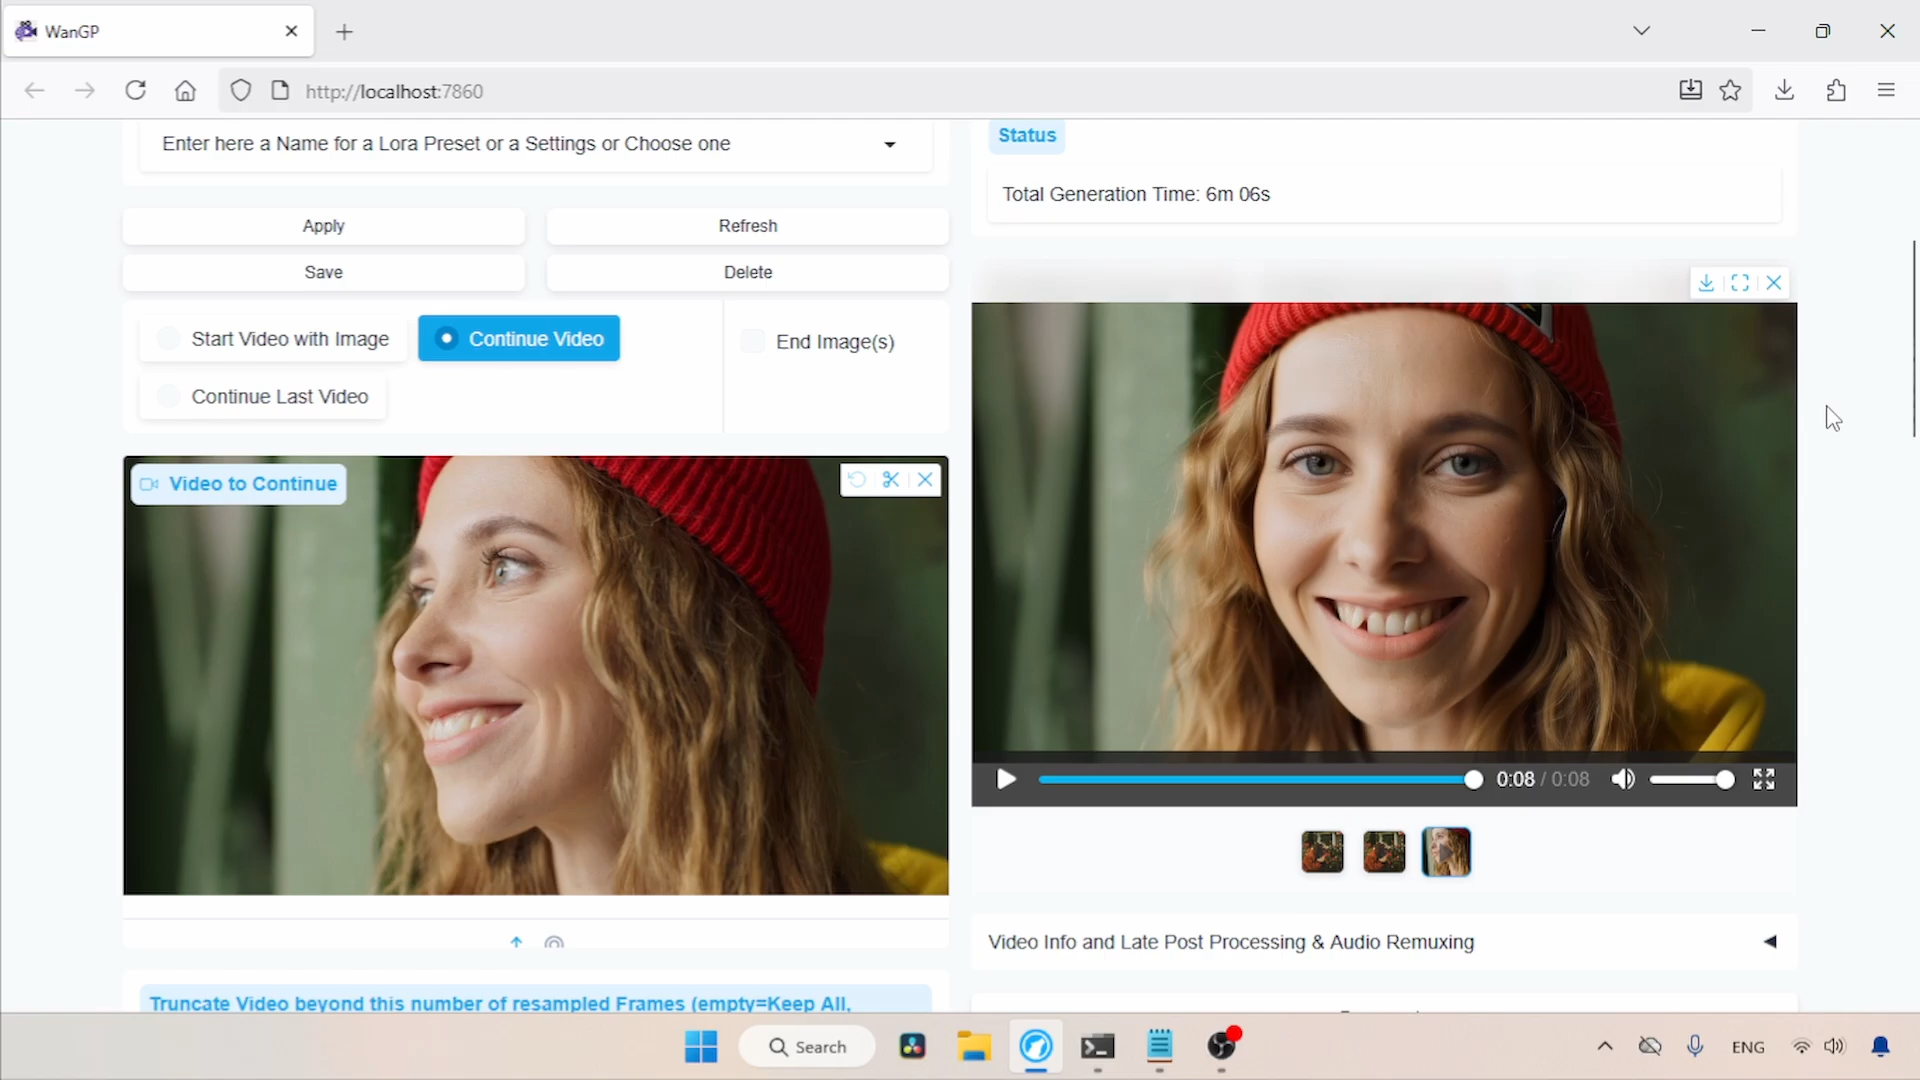 WanGP
http://localhost:7860
Enter here a Name for a Lora Preset or a Settings or Choose one
Apply
Refresh
Save
Delete
Start Video with Image
Continue Video
End Image(s)
Continue Last Video
Video to Continue
Truncate Video beyond this number of resampled Frames (empty=Keep All,
Status
Total Generation Time: 6m 06s
0:08 / 0:08
Video Info and Late Post Processing & Audio Remuxing
Search
ENG